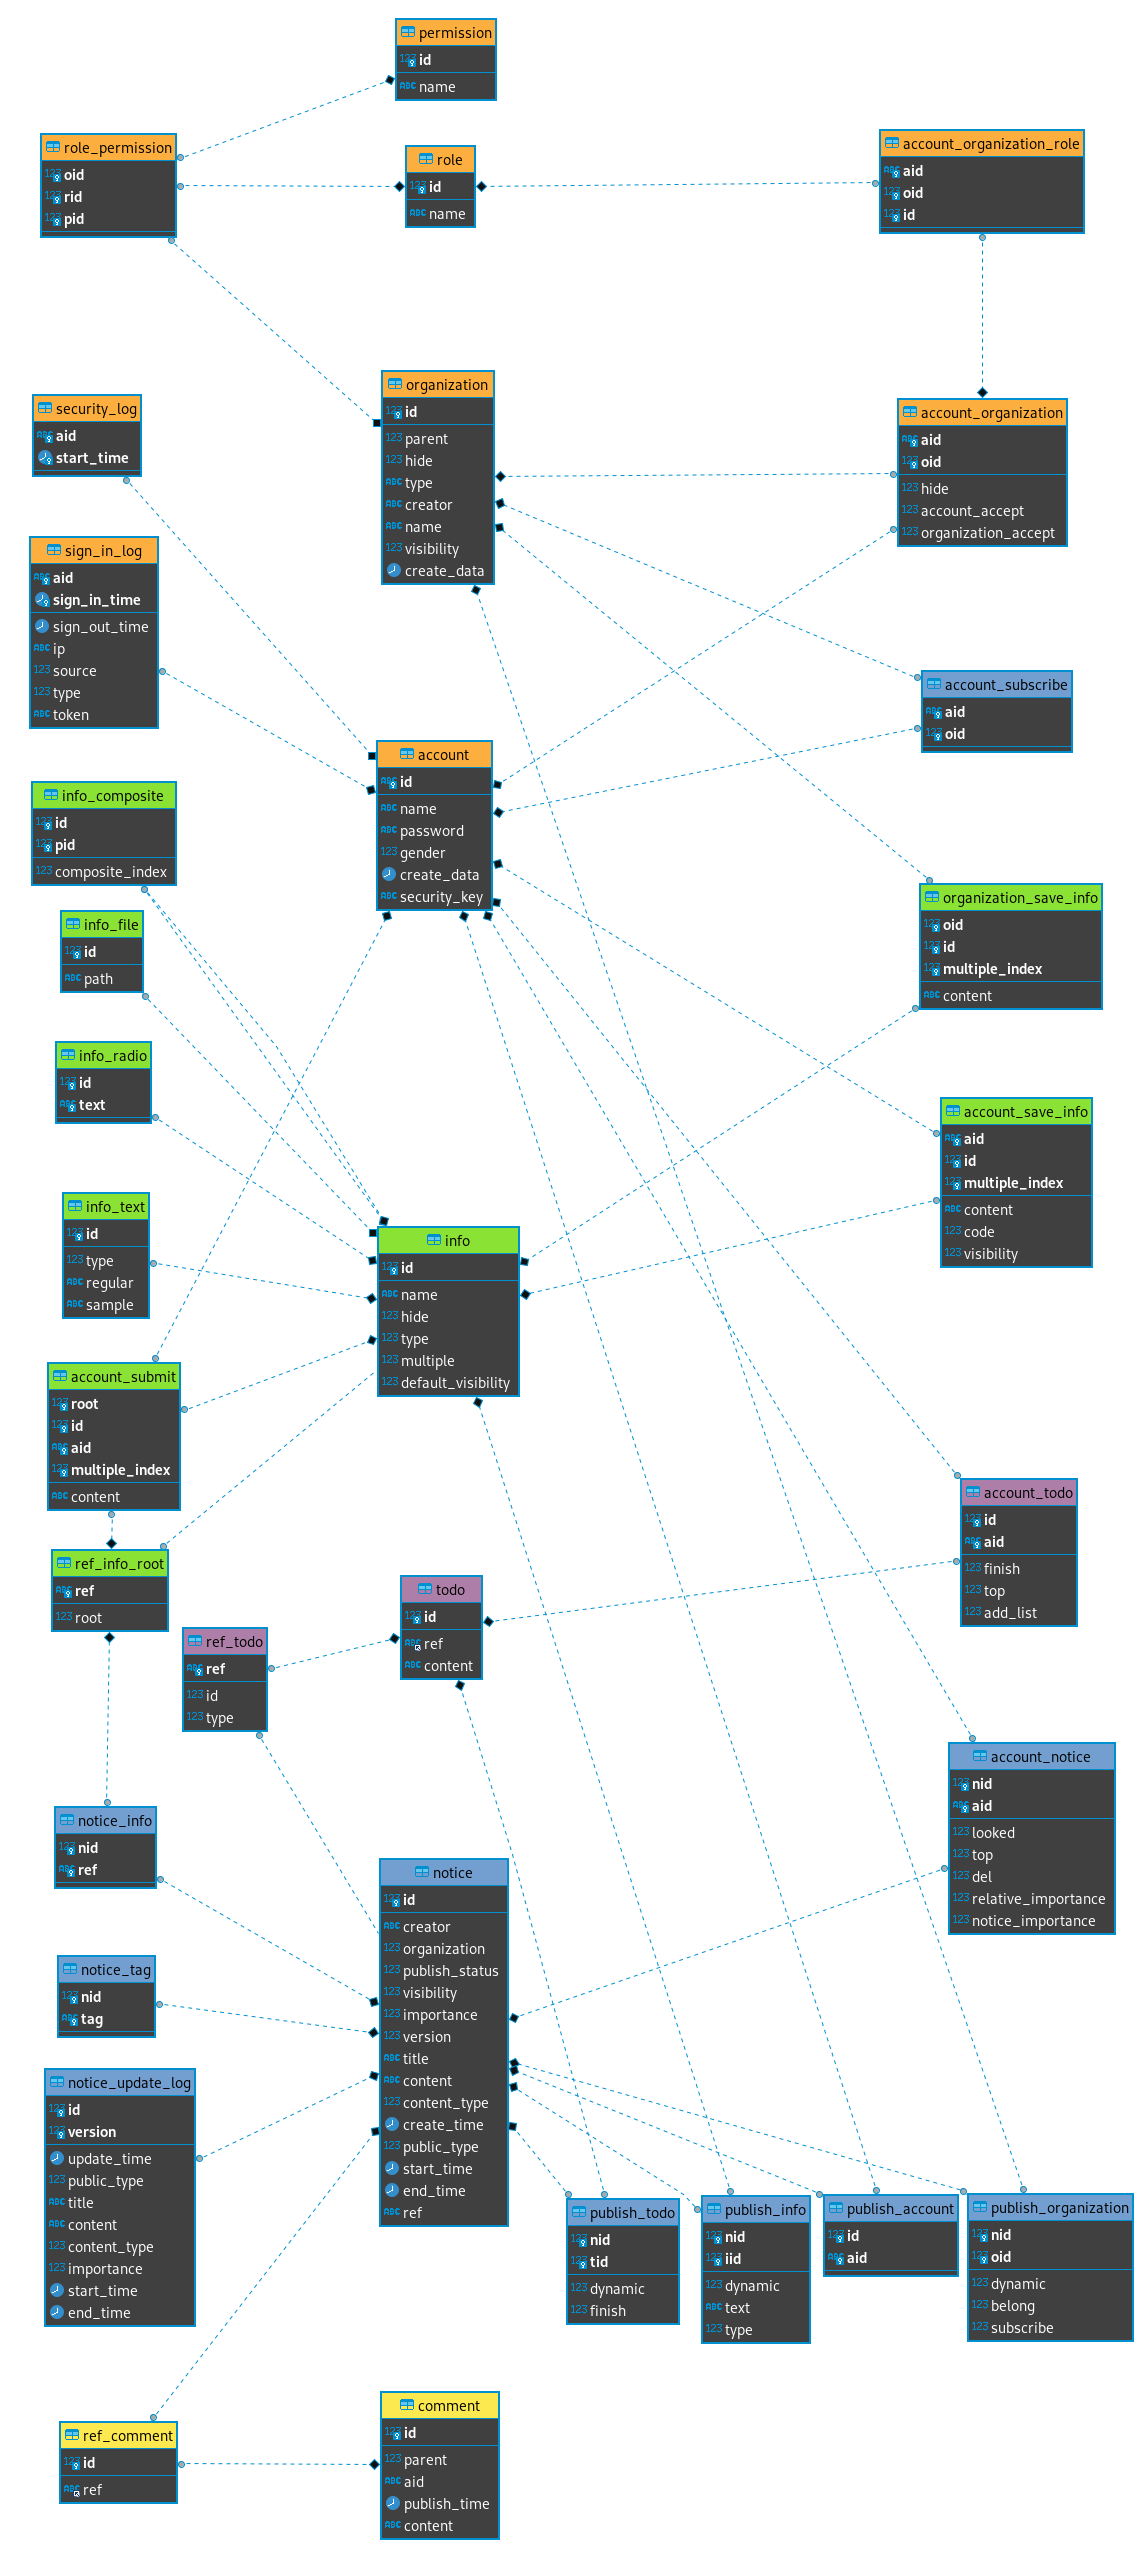 permission
id
name
role_permission
oid
rid
pid
role
id
name
account_organization_role
aid
oid
id
organization
id
parent
hide
type
creator
name
visibility
create_data
security_log
aid
start_time
account_organization
aid
oid
hide
account_accept
organization_accept
sign_in_log
aid
sign_in_time
sign_out_time
ip
source
type
token
account_subscribe
aid
oid
account
id
name
password
gender
create_data
security_key
info_composite
id
pid
composite_index
organization_save_info
oid
id
multiple_index
content
info_file
id
path
info_radio
id
text
account_save_info
aid
id
multiple_index
content
code
visibility
info_text
id
type
regular
sample
info
id
name
hide
type
multiple
default_visibility
account_submit
root
id
aid
multiple_index
content
account_todo
id
aid
finish
top
add_list
ref_info_root
ref
root
todo
id
ref
content
ref_todo
ref
id
type
account_notice
nid
aid
looked
top
del
relative_importance
notice_importance
notice_info
nid
ref
notice
id
creator
organization
publish_status
visibility
importance
version
title
content
content_type
create_time
public_type
start_time
end_time
ref
notice_tag
nid
tag
notice_update_log
id
version
update_time
public_type
title
content
content_type
importance
start_time
end_time
publish_todo
nid
tid
dynamic
finish
publish_info
nid
iid
dynamic
text
type
publish_account
id
aid
publish_organization
nid
oid
dynamic
belong
subscribe
comment
id
parent
aid
publish_time
content
ref_comment
id
ref